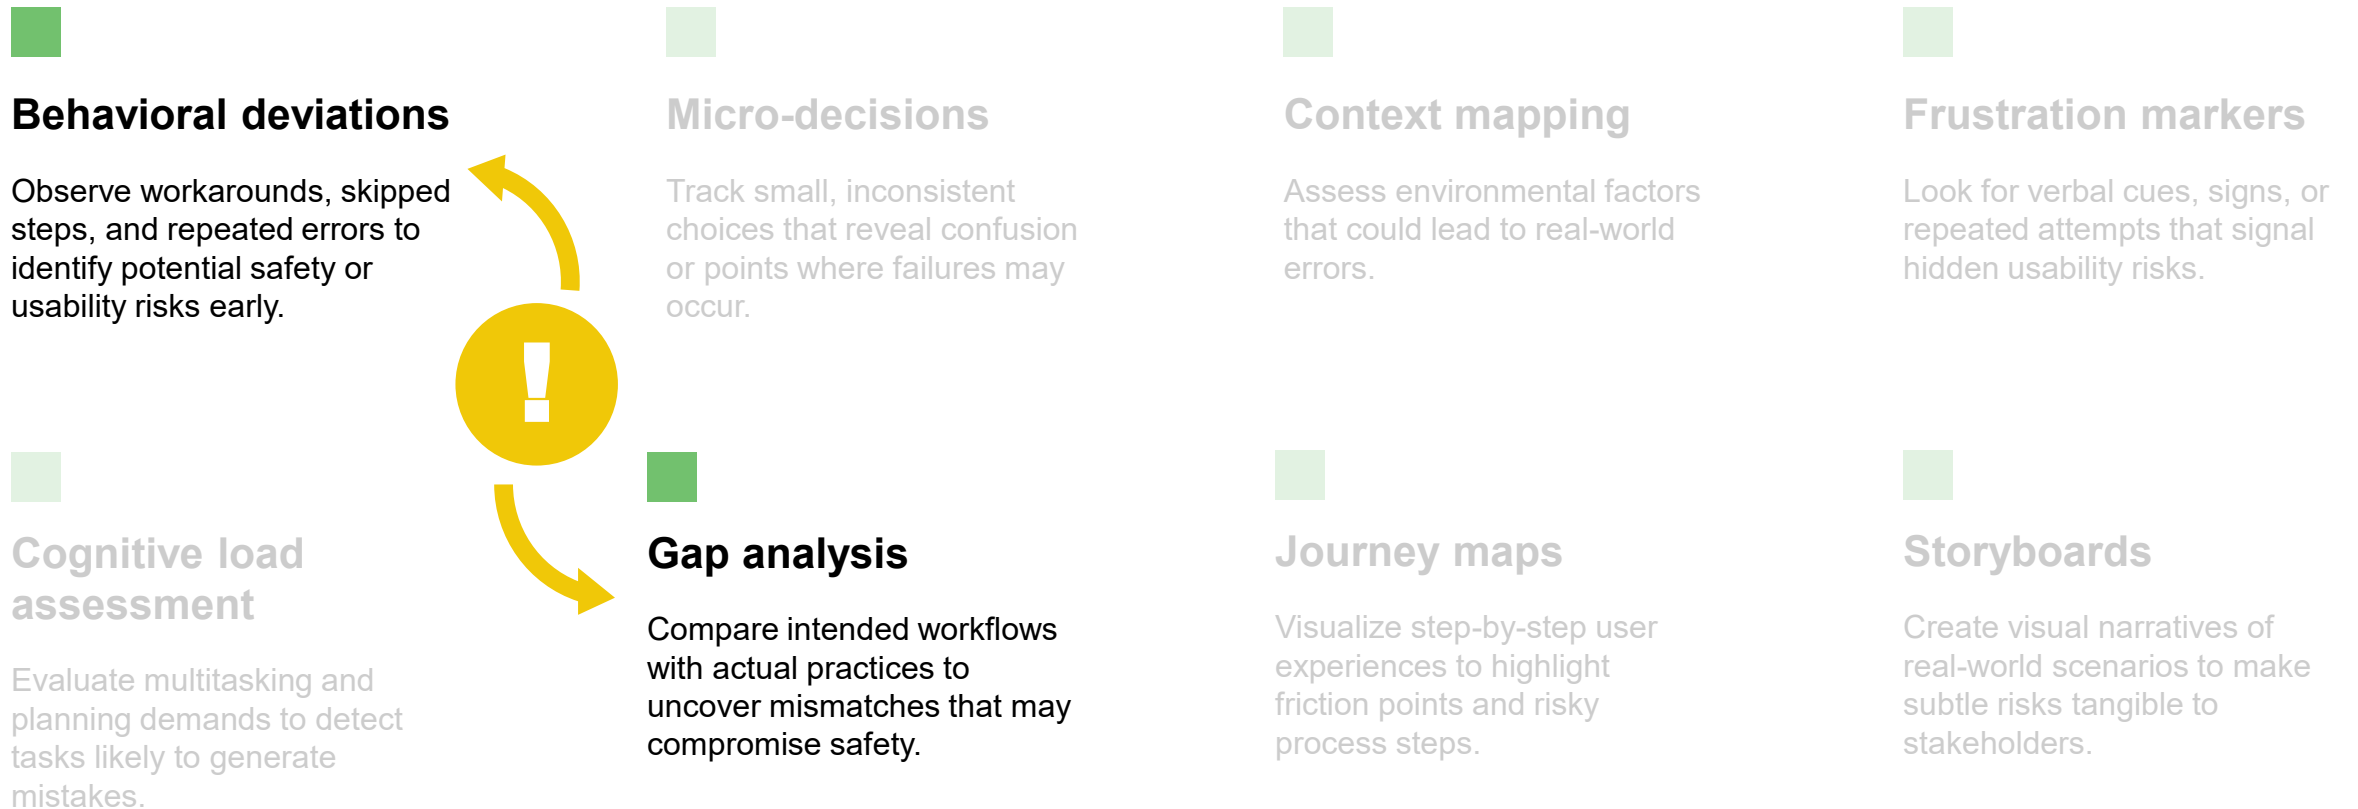 Behavioral deviations
Observe workarounds, skipped
steps, and repeated errors to
identify potential safety or
usability risks early.
Micro-decisions
Track small, inconsistent
choices that reveal confusion
or points where failures may
occur.
Context mapping
Assess environmental factors
that could lead to real-world
errors.
Frustration markers
Look for verbal cues, signs, or
repeated attempts that signal
hidden usability risks.
!
Cognitive load
assessment
Evaluate multitasking and
planning demands to detect
tasks likely to generate
mistakes.
Gap analysis
Compare intended workflows
with actual practices to
uncover mismatches that may
compromise safety.
Journey maps
Visualize step-by-step user
experiences to highlight
friction points and risky
process steps.
Storyboards
Create visual narratives of
real-world scenarios to make
subtle risks tangible to
stakeholders.